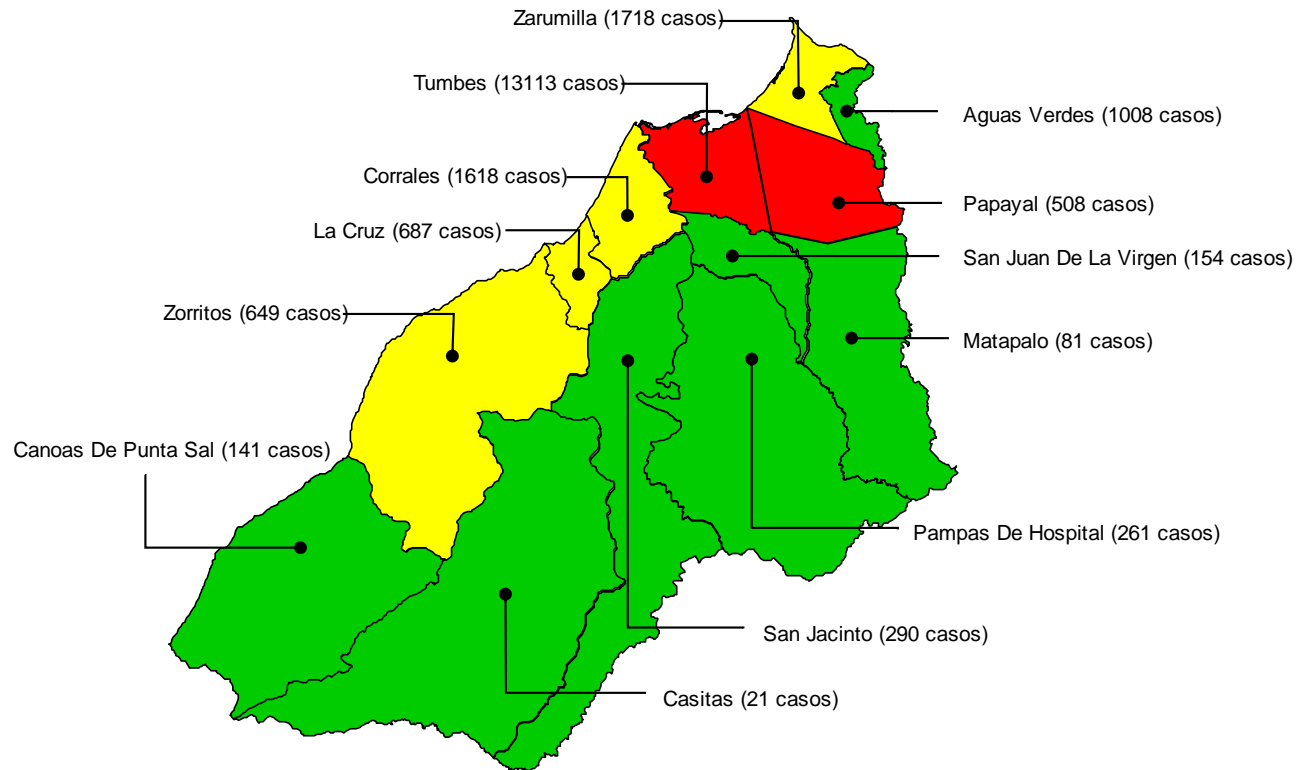 Zarumilla (1718 casos)
Tumbes (13113 casos)
Aguas Verdes (1008 casos)
Corrales (1618 casos)
Papayal (508 casos)
La Cruz (687 casos)
San Juan De La Virgen (154 casos)
Zorritos (649 casos)
Matapalo (81 casos)
Canoas De Punta Sal (141 casos)
Pampas De Hospital (261 casos)
San Jacinto (290 casos)
Casitas (21 casos)